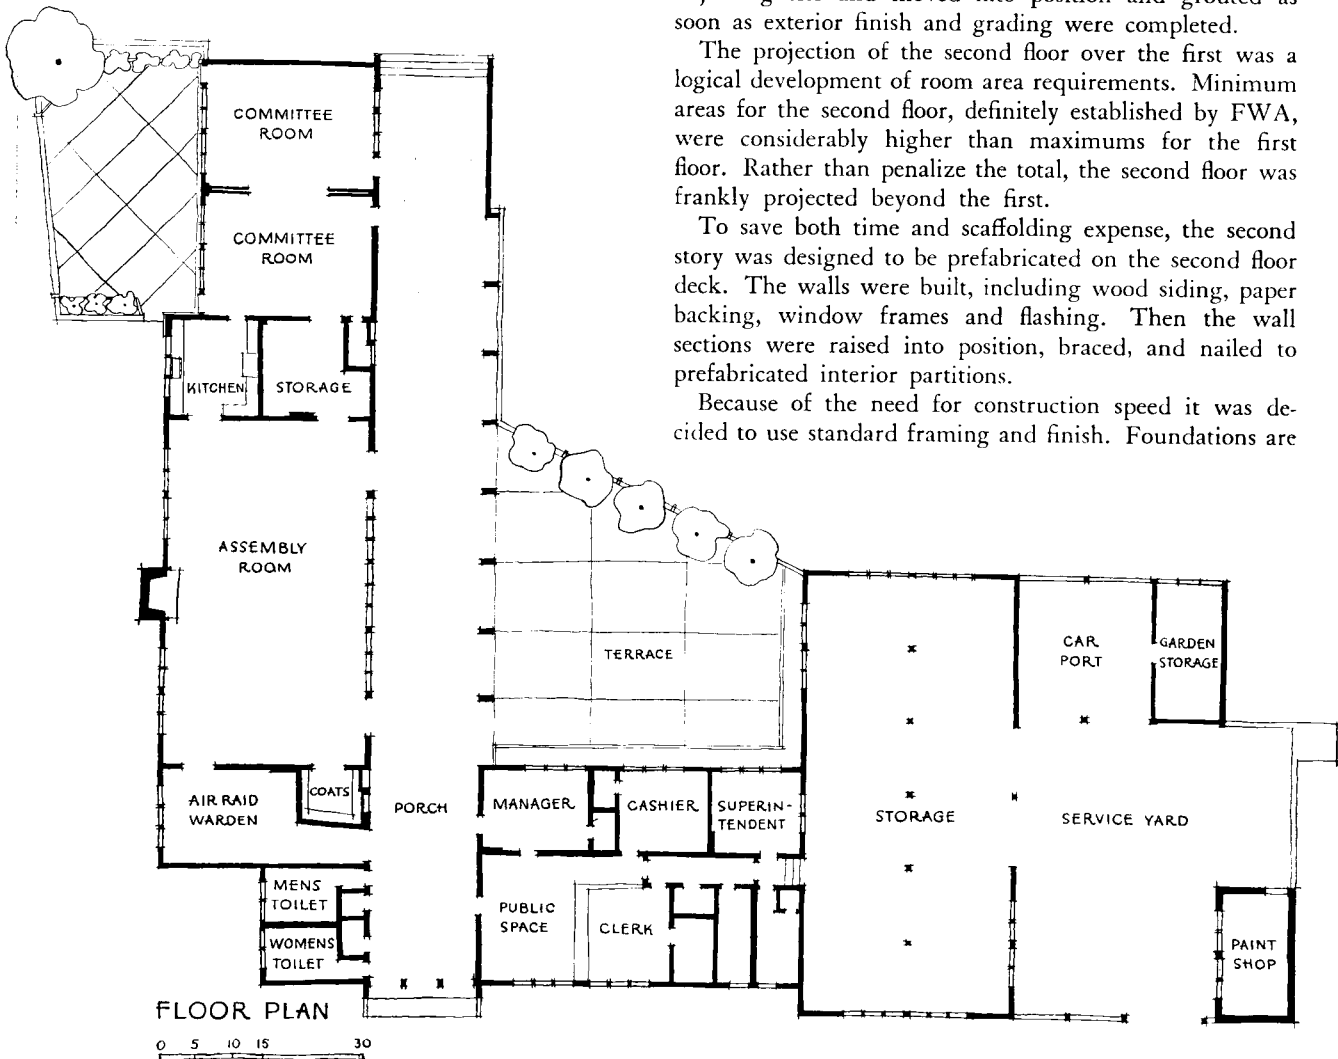 soon as exterior finish and grading were completed.
The projection of the second floor over the first was a
logical development of room area requirements. Minimum
areas for the second floor, definitely established by FWA,
were considerably higher than maximums for the first
floor. Rather than penalize the total, the second floor was
frankly projected beyond the first.
To save both time and scaffolding expense, the second
story was designed to be prefabricated on the second floor
deck. The walls were built, including wood siding, paper
backing, window frames and flashing. Then the wall
sections were raised into position, braced, and nailed to
prefabricated interior partitions.
Because of the need for construction speed it was de-
cided to use standard framing and finish. Foundations are
COMMITTEE
ROOM
COMMITTEE
ROOM
KITCHEN
STORAGE
ASSEMBLY
ROOM
TERRACE
CAR
PORT
GARDEN
STORAGE
AIR RAID
WARDEN
COATS
PORCH
MANAGER
CASHIER
SUPERIN-
TENDENT
STORAGE
SERVICE YARD
MENS
TOILET
WOMENS
TOILET
PUBLIC
SPACE
CLERK
PAINT
SHOP
FLOOR PLAN
0 5 10 15 30